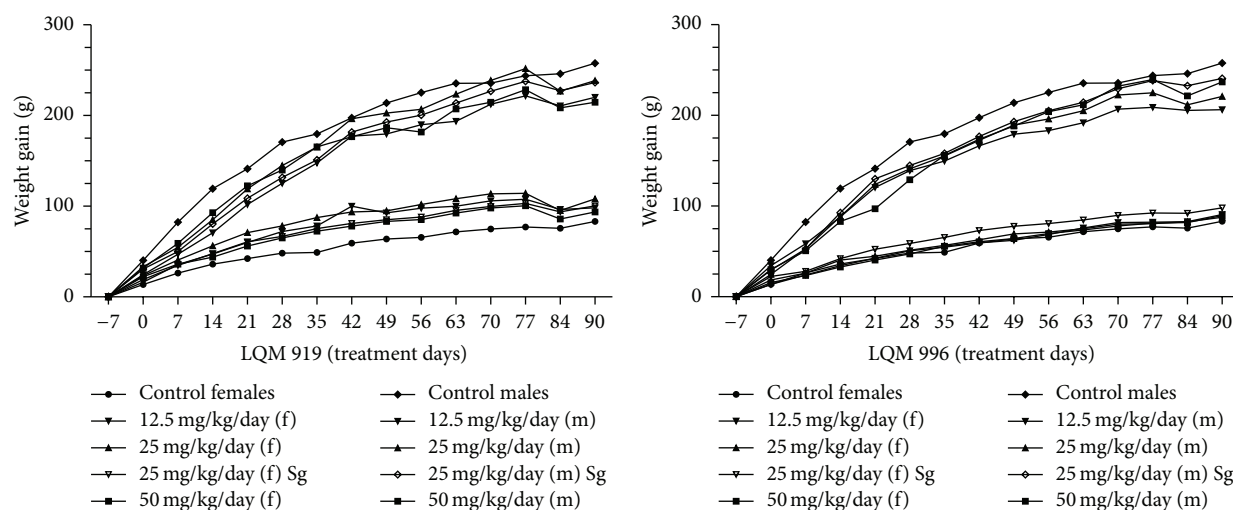 300
200
100
0
Weight gain (g)
−7 0 7 14 21 28 35 42 49 56 63 70 77 84 90
LQM 919 (treatment days)
Control females
12.5 mg/kg/day (f)
25 mg/kg/day (f)
25 mg/kg/day (f) Sg
50 mg/kg/day (f)
Control males
12.5 mg/kg/day (m)
25 mg/kg/day (m)
25 mg/kg/day (m) Sg
50 mg/kg/day (m)
300
200
100
0
Weight gain (g)
−7 0 7 14 21 28 35 42 49 56 63 70 77 84 90
LQM 996 (treatment days)
Control females
12.5 mg/kg/day (f)
25 mg/kg/day (f)
25 mg/kg/day (f) Sg
50 mg/kg/day (f)
Control males
12.5 mg/kg/day (m)
25 mg/kg/day (m)
25 mg/kg/day (m) Sg
50 mg/kg/day (m)